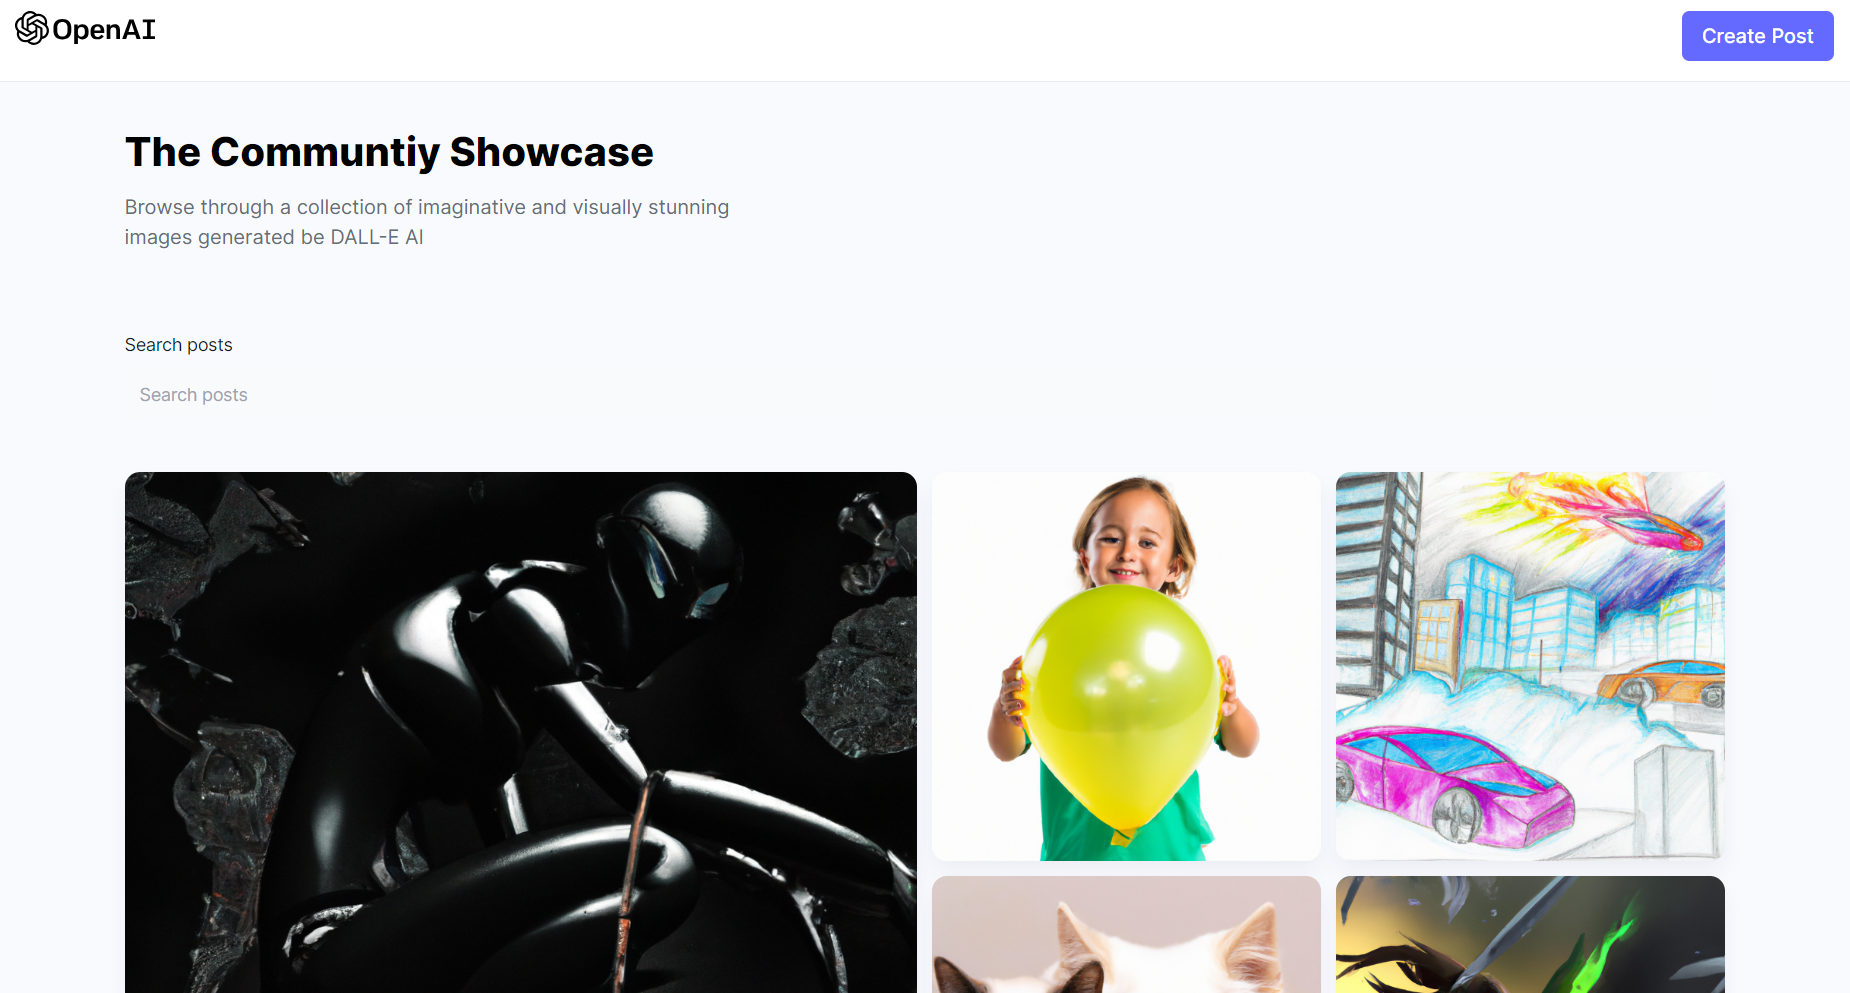 OpenAI
Create Post
The Communtiy Showcase
Browse through a collection of imaginative and visually stunning
images generated be DALL-E AI
Search posts
Search posts